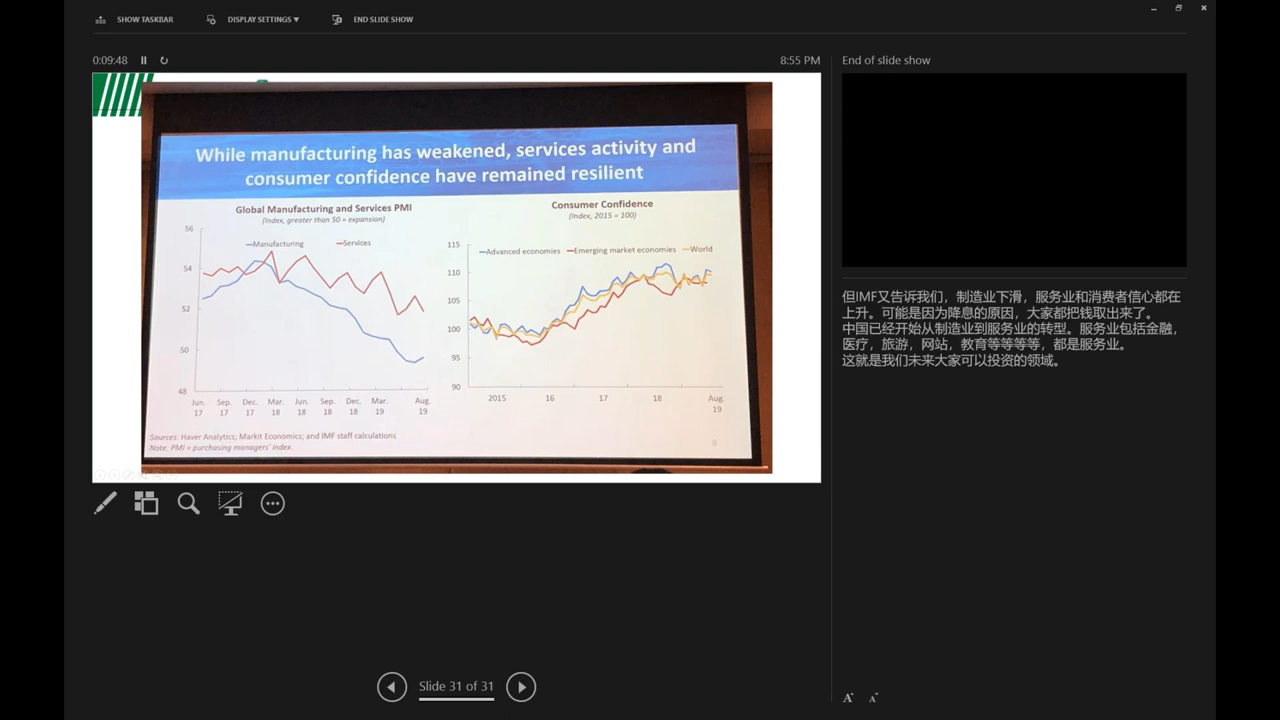 SHOW TASKBAR
DISPLAY SETTINGS ▼
END SLIDE SHOW
0:09:48
8:55 PM
While manufacturing has weakened, services activity and
consumer confidence have remained resilient
Global Manufacturing and Services PMI
(Index, greater than 50 = expansion)
Manufacturing
Services
56
54
52
50
48
Jun. Sep. Dec. Mar. Jun. Sep. Dec. Mar. Aug.
17 17 17 18 18 18 18 19 19
Consumer Confidence
(Index, 2015 = 100)
Advanced economies
Emerging market economies
World
115
110
105
100
95
90
2015 16 17 18 Aug.
19
Sources: Haver Analytics; Markit Economics; and IMF staff calculations
Note: PMI = purchasing managers' index.
8
Slide 31 of 31
End of slide show
但IMF又告诉我们，制造业下滑，服务业和消费者信心都在
上升。可能是因为降息的原因，大家都把钱取出来了。
中国已经开始从制造业到服务业的转型。服务业包括金融，
医疗，旅游，网站，教育等等等等，都是服务业。
这就是我们未来大家可以投资的领域。
A
A